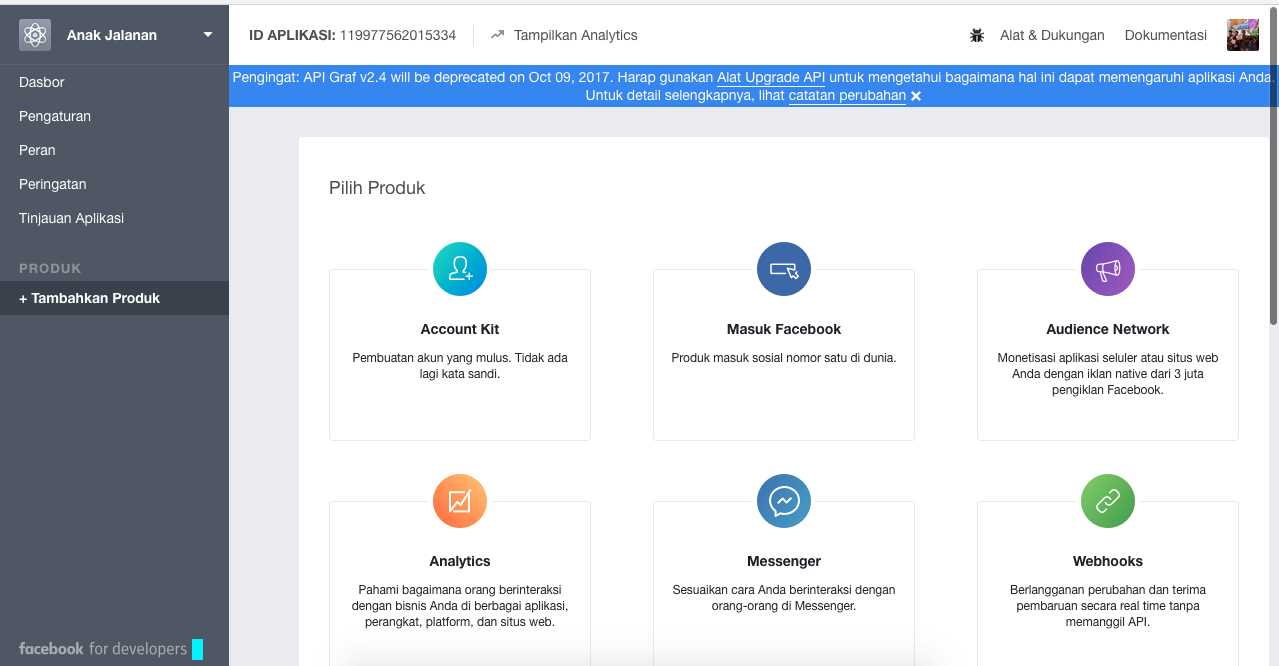 Anak Jalanan
ID APLIKASI: 119977562015334
Tampilkan Analytics
Alat & Dukungan
Dokumentasi
Pengingat: API Graf v2.4 will be deprecated on Oct 09, 2017. Harap gunakan Alat Upgrade API untuk mengetahui bagaimana hal ini dapat memengaruhi aplikasi Anda.
Untuk detail selengkapnya, lihat catatan perubahan
Dasbor
Pengaturan
Peran
Peringatan
Tinjauan Aplikasi
PRODUK
+ Tambahkan Produk
Pilih Produk
Account Kit
Pembuatan akun yang mulus. Tidak ada
lagi kata sandi.
Masuk Facebook
Produk masuk sosial nomor satu di dunia.
Audience Network
Monetisasi aplikasi seluler atau situs web
Anda dengan iklan native dari 3 juta
pengiklan Facebook.
Analytics
Pahami bagaimana orang berinteraksi
dengan bisnis Anda di berbagai aplikasi,
perangkat, platform, dan situs web.
Messenger
Sesuaikan cara Anda berinteraksi dengan
orang-orang di Messenger.
Webhooks
Berlangganan perubahan dan terima
pembaruan secara real time tanpa
memanggil API.
facebook for developers